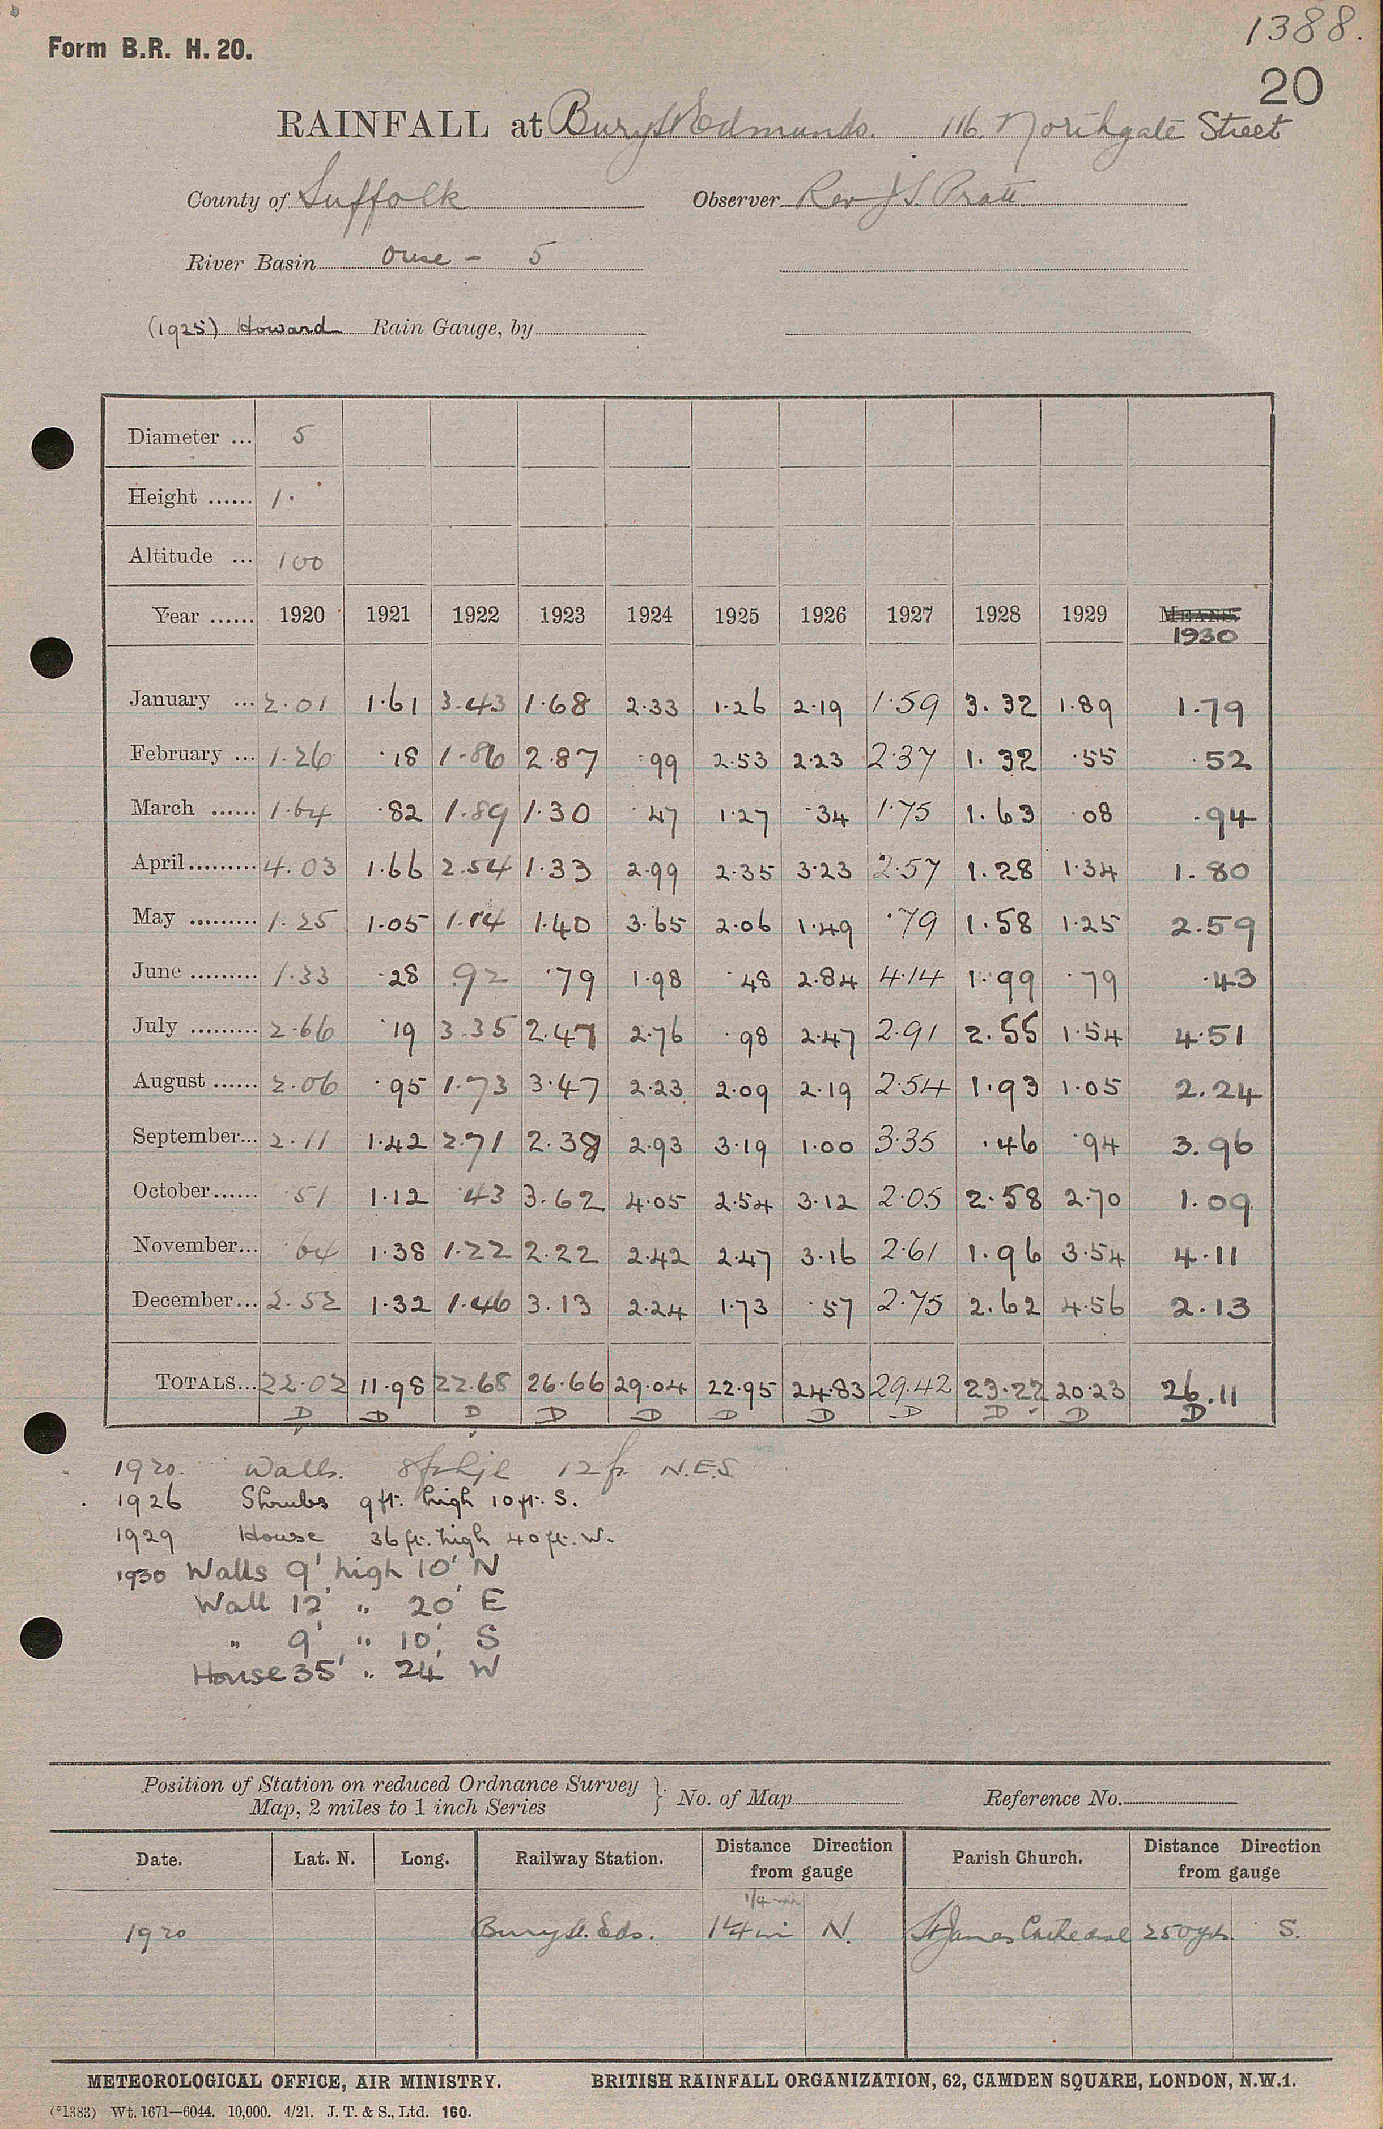 1388.
Form B.R. H. 20.
20
RAINFALL at Bury St Edmunds. 116 Northgate Street
County of Suffolk Observer Rev J.S. Pratt
River Basin Ouse - 5
(1925) Howard Rain Gauge, by
Diameter ... 5
Height ...... 1.
Altitude ... 100
Year ...... 1920 1921 1922 1923 1924 1925 1926 1927 1928 1929 MEANS
1930
January ... 2.01 1.61 3.43 1.68 2.33 1.26 2.19 1.59 3.32 1.89 1.79
February ... 1.26 .18 1.86 2.87 .99 2.53 2.23 2.37 1.32 .55 .52
March ...... 1.64 .82 1.89 1.30 .47 1.27 .34 1.75 1.63 .08 .94
April ......... 4.03 1.66 2.54 1.33 2.99 2.35 3.23 2.57 1.28 1.34 1.80
May ......... 1.25 1.05 1.14 1.40 3.65 2.06 1.49 .79 1.58 1.25 2.59
June ......... 1.33 .28 .92 .79 1.98 .48 2.84 4.14 1.99 .79 .43
July ......... 2.66 .19 3.35 2.47 2.76 .98 2.47 2.91 2.55 1.54 4.51
August ...... 2.06 .95 1.73 3.47 2.23 2.09 2.19 2.54 1.93 1.05 2.24
September... 2.11 1.42 2.71 2.38 2.93 3.19 1.00 3.35 .46 .94 3.96
October...... .51 1.12 .43 3.62 4.05 2.54 3.12 2.05 2.58 2.70 1.09
November... .64 1.38 1.22 2.22 2.42 2.47 3.16 2.61 1.96 3.54 4.11
December... 2.52 1.32 1.46 3.13 2.24 1.73 .57 2.75 2.62 4.56 2.13
TOTALS... 22.02 11.98 22.68 26.66 29.04 22.95 24.83 29.42 23.22 20.23 26.11
D D D D D D D D D D D
1920. Walls. 8ft high 12ft N.E.S.
1926 Shrubs 9ft. high 10ft. S.
1929 House 36ft. high 40ft. W.
1930 Walls 9' high 10' N
Wall 12' " 20' E
" 9' " 10' S
House 35' " 24' W
Position of Station on reduced Ordnance Survey
Map, 2 miles to 1 inch Series } No. of Map Reference No.
Date. Lat. N. Long. Railway Station. Distance Direction from gauge Parish Church. Distance Direction from gauge
1/4 mi
1920 Bury St. Eds. 1/4 mi N. St James Cathedral 250 yds. S.
METEOROLOGICAL OFFICE, AIR MINISTRY. BRITISH RAINFALL ORGANIZATION, 62, CAMDEN SQUARE, LONDON, N.W.1.
(*1383) Wt. 1671—6044. 10,000. 4/21. J. T. & S., Ltd. 160.